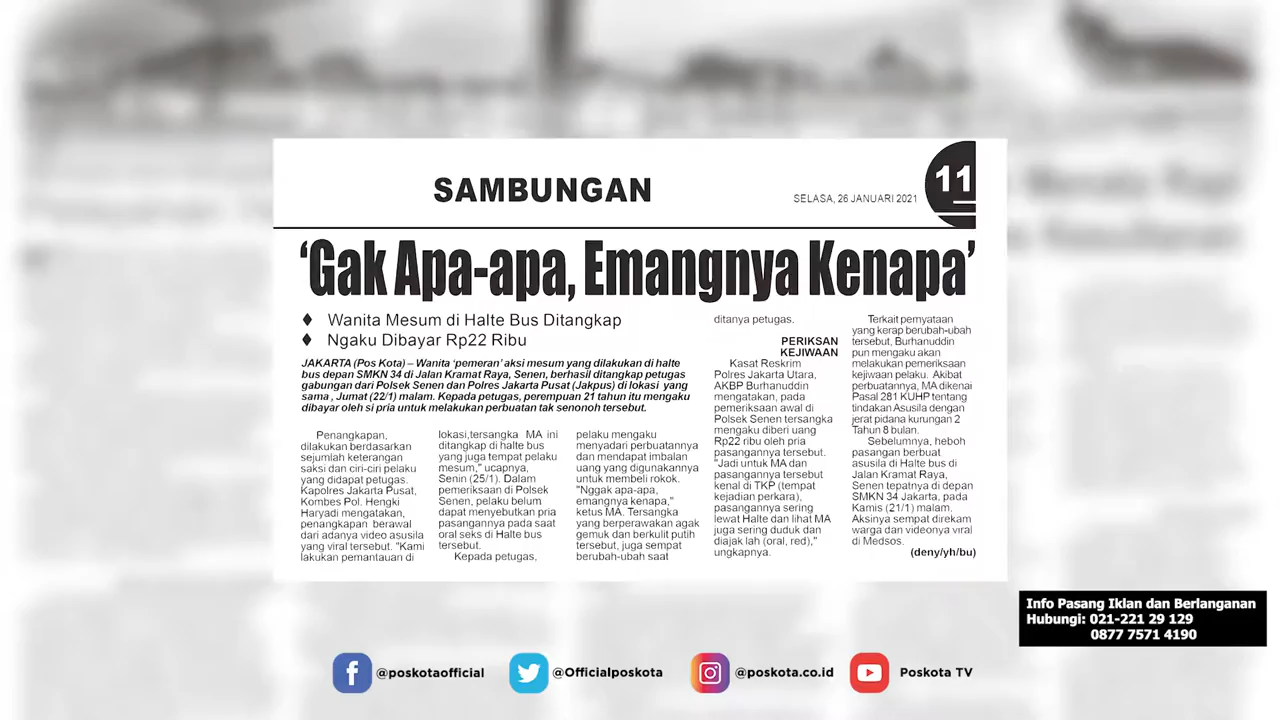 SAMBUNGAN
SELASA, 26 JANUARI 2021
11
‘Gak Apa-apa, Emangnya Kenapa’
♦ Wanita Mesum di Halte Bus Ditangkap
♦ Ngaku Dibayar Rp22 Ribu
JAKARTA (Pos Kota) – Wanita ‘pemeran’ aksi mesum yang dilakukan di halte
bus depan SMKN 34 di Jalan Kramat Raya, Senen, berhasil ditangkap petugas
gabungan dari Polsek Senen dan Polres Jakarta Pusat (Jakpus) di lokasi yang
sama , Jumat (22/1) malam. Kepada petugas, perempuan 21 tahun itu mengaku
dibayar oleh si pria untuk melakukan perbuatan tak senonoh tersebut.
Penangkapan,
dilakukan berdasarkan
sejumlah keterangan
saksi dan ciri-ciri pelaku
yang didapat petugas.
Kapolres Jakarta Pusat,
Kombes Pol. Hengki
Haryadi mengatakan,
penangkapan berawal
dari adanya video asusila
yang viral tersebut. "Kami
lakukan pemantauan di
lokasi,tersangka MA ini
ditangkap di halte bus
yang juga tempat pelaku
mesum," ucapnya,
Senin (25/1). Dalam
pemeriksaan di Polsek
Senen, pelaku belum
dapat menyebutkan pria
pasangannya pada saat
oral seks di Halte bus
tersebut.
Kepada petugas,
pelaku mengaku
menyadari perbuatannya
dan mendapat imbalan
uang yang digunakannya
untuk membeli rokok.
"Nggak apa-apa,
emangnya kenapa,"
ketus MA. Tersangka
yang berperawakan agak
gemuk dan berkulit putih
tersebut, juga sempat
berubah-ubah saat
ditanya petugas.
PERIKSAN
KEJIWAAN
Kasat Reskrim
Polres Jakarta Utara,
AKBP Burhanuddin
mengatakan, pada
pemeriksaan awal di
Polsek Senen tersangka
mengaku diberi uang
Rp22 ribu oleh pria
pasangannya tersebut.
"Jadi untuk MA dan
pasangannya tersebut
kenal di TKP (tempat
kejadian perkara),
pasangannya sering
lewat Halte dan lihat MA
juga sering duduk dan
diajak lah (oral, red),"
ungkapnya.
Terkait pernyataan
yang kerap berubah-ubah
tersebut, Burhanuddin
pun mengaku akan
melakukan pemeriksaan
kejiwaan pelaku. Akibat
perbuatannya, MA dikenai
Pasal 281 KUHP tentang
tindakan Asusila dengan
jerat pidana kurungan 2
Tahun 8 bulan.
Sebelumnya, heboh
pasangan berbuat
asusila di Halte bus di
Jalan Kramat Raya,
Senen tepatnya di depan
SMKN 34 Jakarta, pada
Kamis (21/1) malam.
Aksinya sempat direkam
warga dan videonya viral
di Medsos.
(deny/yh/bu)
Info Pasang Iklan dan Berlanganan
Hubungi: 021-221 29 129
0877 7571 4190
@poskotaofficial
@Officialposkota
@poskota.co.id
Poskota TV